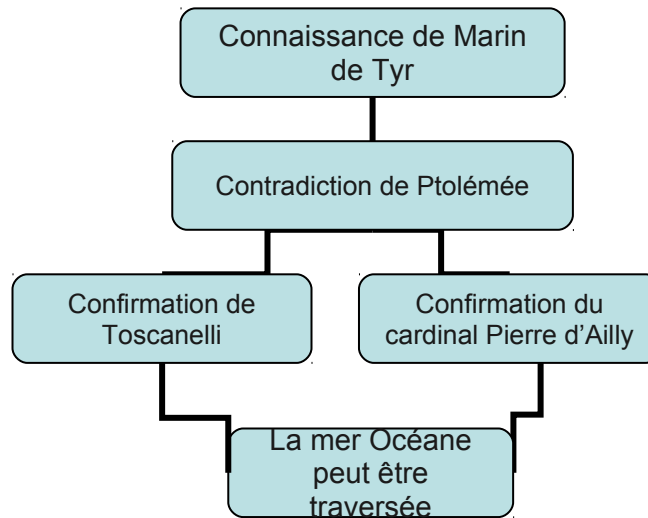 Connaissance de Marin
de Tyr
Contradiction de Ptolémée
Confirmation de
Toscanelli
Confirmation du
cardinal Pierre d’Ailly
La mer Océane
peut être
traversée